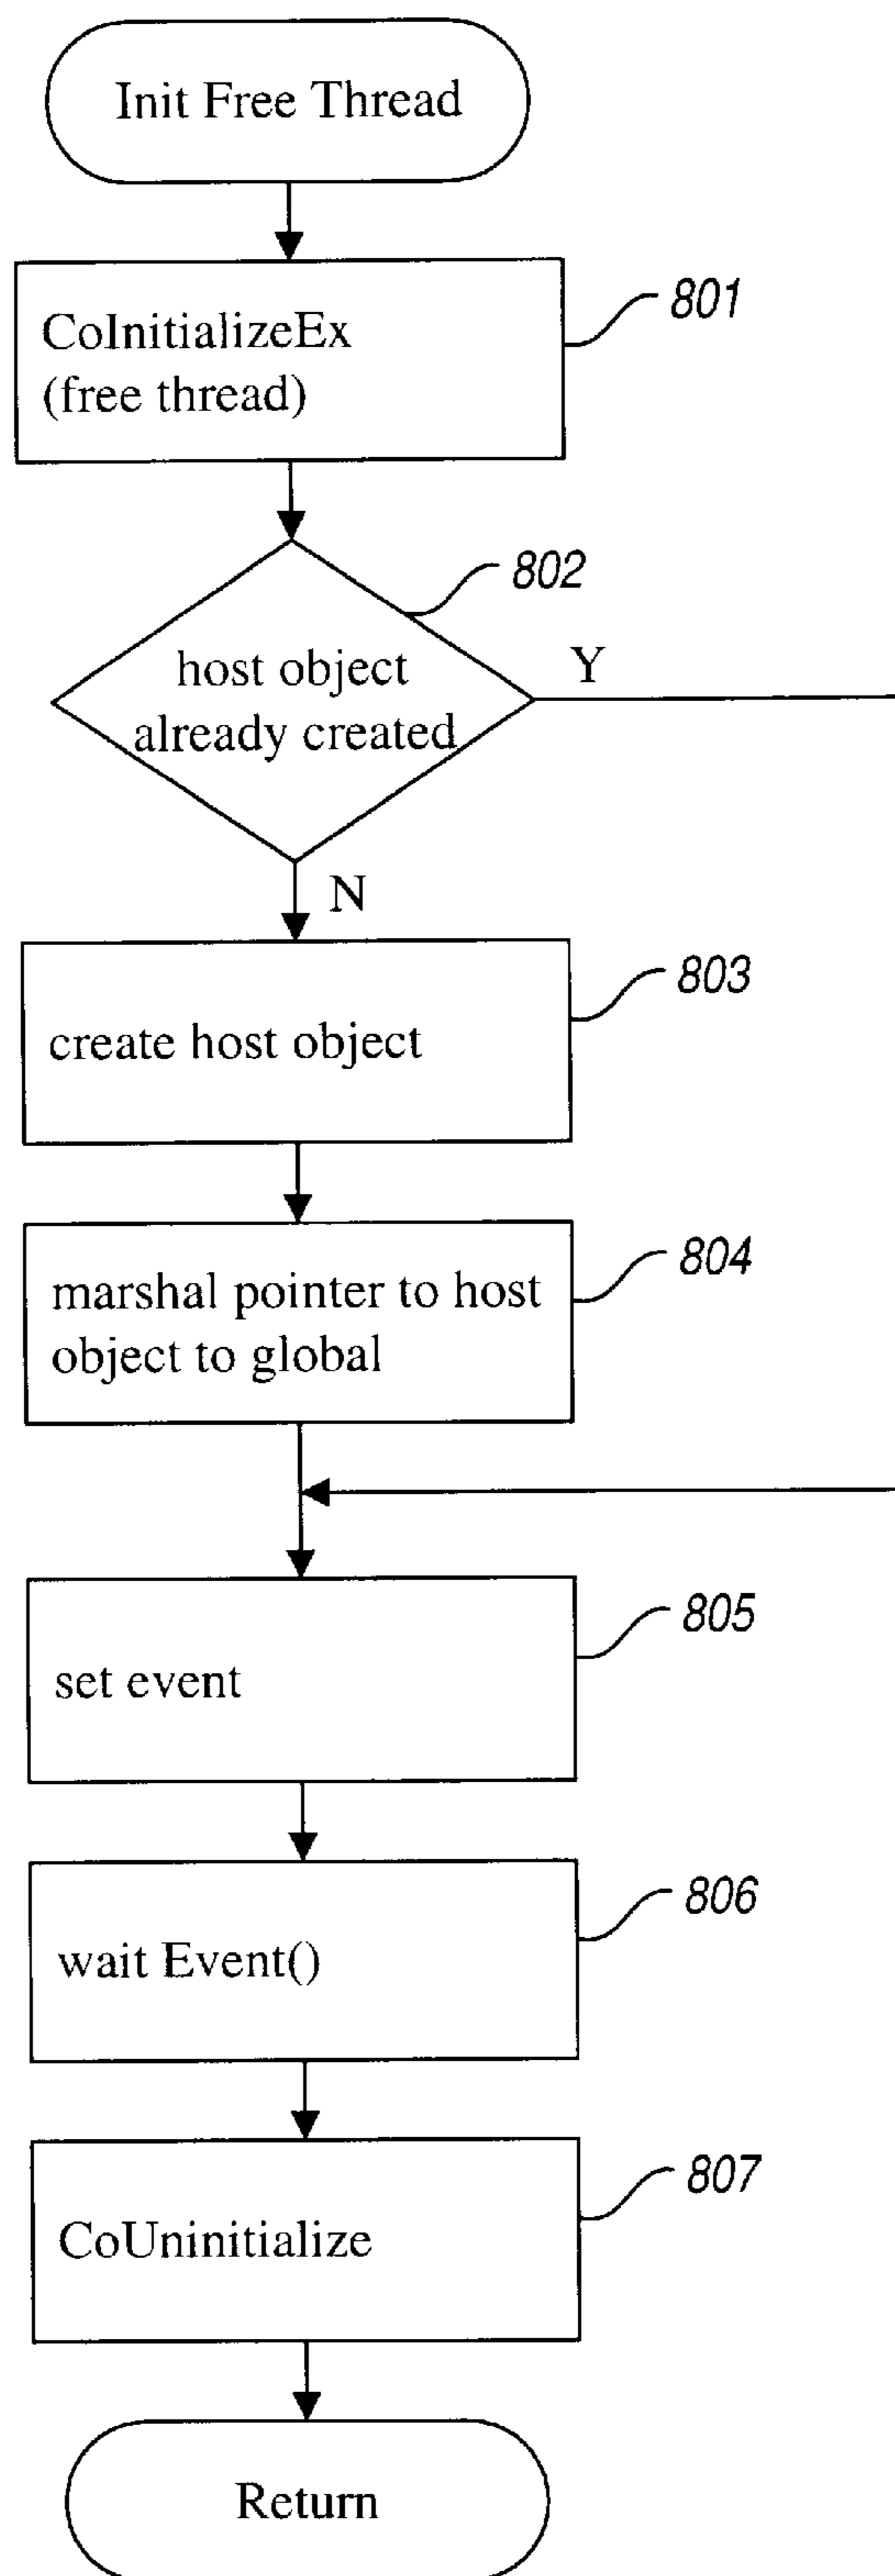 Init Free Thread
CoInitializeEx
(free thread)
801
802
host object
already created
Y
N
803
create host object
804
marshal pointer to host
object to global
805
set event
806
wait Event()
807
CoUninitialize
Return